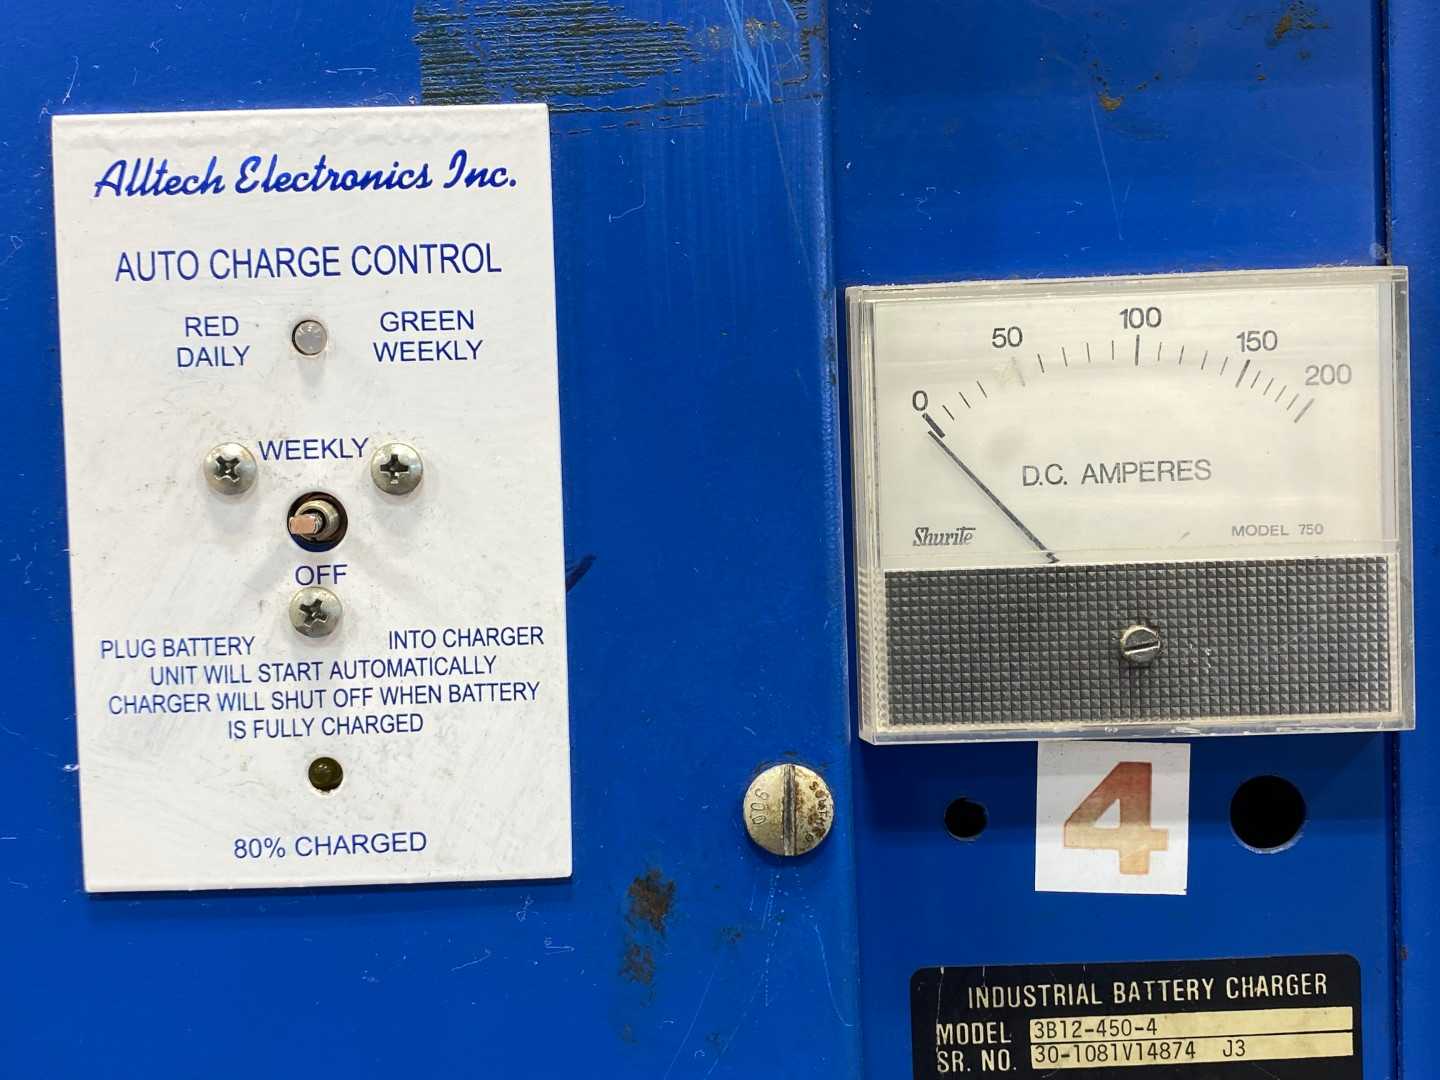 Alltech Electronics Inc.
AUTO CHARGE CONTROL
RED
DAILY
GREEN
WEEKLY
WEEKLY
OFF
PLUG BATTERY INTO CHARGER
UNIT WILL START AUTOMATICALLY
CHARGER WILL SHUT OFF WHEN BATTERY
IS FULLY CHARGED
80% CHARGED
0 50 100 150 200
D.C. AMPERES
Shurite
MODEL 750
4
INDUSTRIAL BATTERY CHARGER
MODEL 3B12-450-4
SR. NO. 30-1081V14874 J3